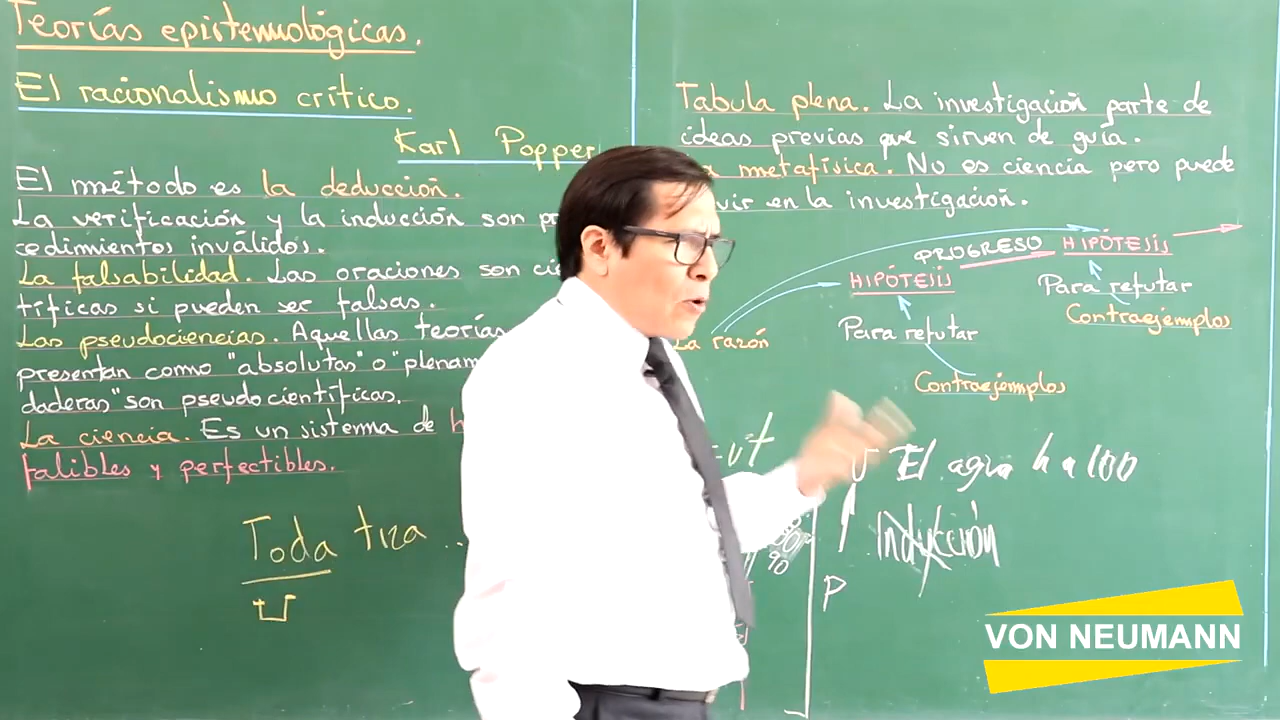 Teorías epistemológicas.
El racionalismo crítico.
Karl Popper
El método es la deducción.
La verificación y la inducción son pr
cedimientos inválidos.
La falsabilidad. Las oraciones son cie
tíficas si pueden ser falsas.
Las pseudociencias. Aquellas teorías
presentan como "absolutas" o "plenam
daderas" son pseudocientíficas.
La ciencia. Es un sistema de h
falibles y perfectibles.
Toda tiza ..
U
Tabula plena. La investigación parte de
ideas previas que sirven de guía.
a metafísica. No es ciencia pero puede
vir en la investigación.
PROGRESO
HIPÓTESIS
HIPÓTESIS
Para refutar
Contraejemplos
La razón
Para refutar
Contraejemplos
=vt
U El agua h a 100
Inducción
90
P
VON NEUMANN